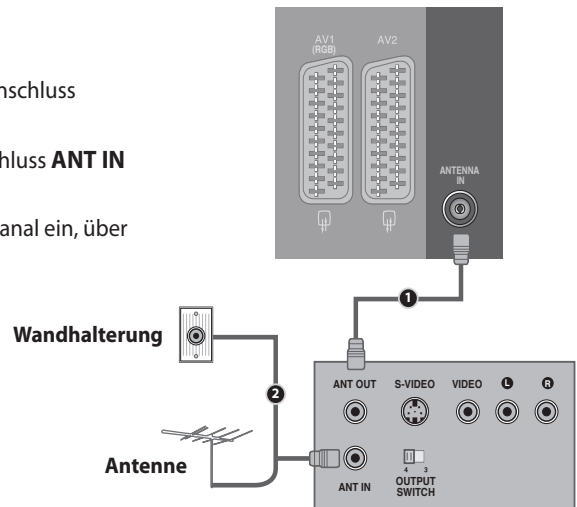 nschluss
hluss ANT IN
anal ein, über
AV1
(RGB)
AV2
ANTENNA
IN
1
Wandhalterung
2
Antenne
ANT OUT
S-VIDEO
VIDEO
L
R
ANT IN
4 3
OUTPUT
SWITCH